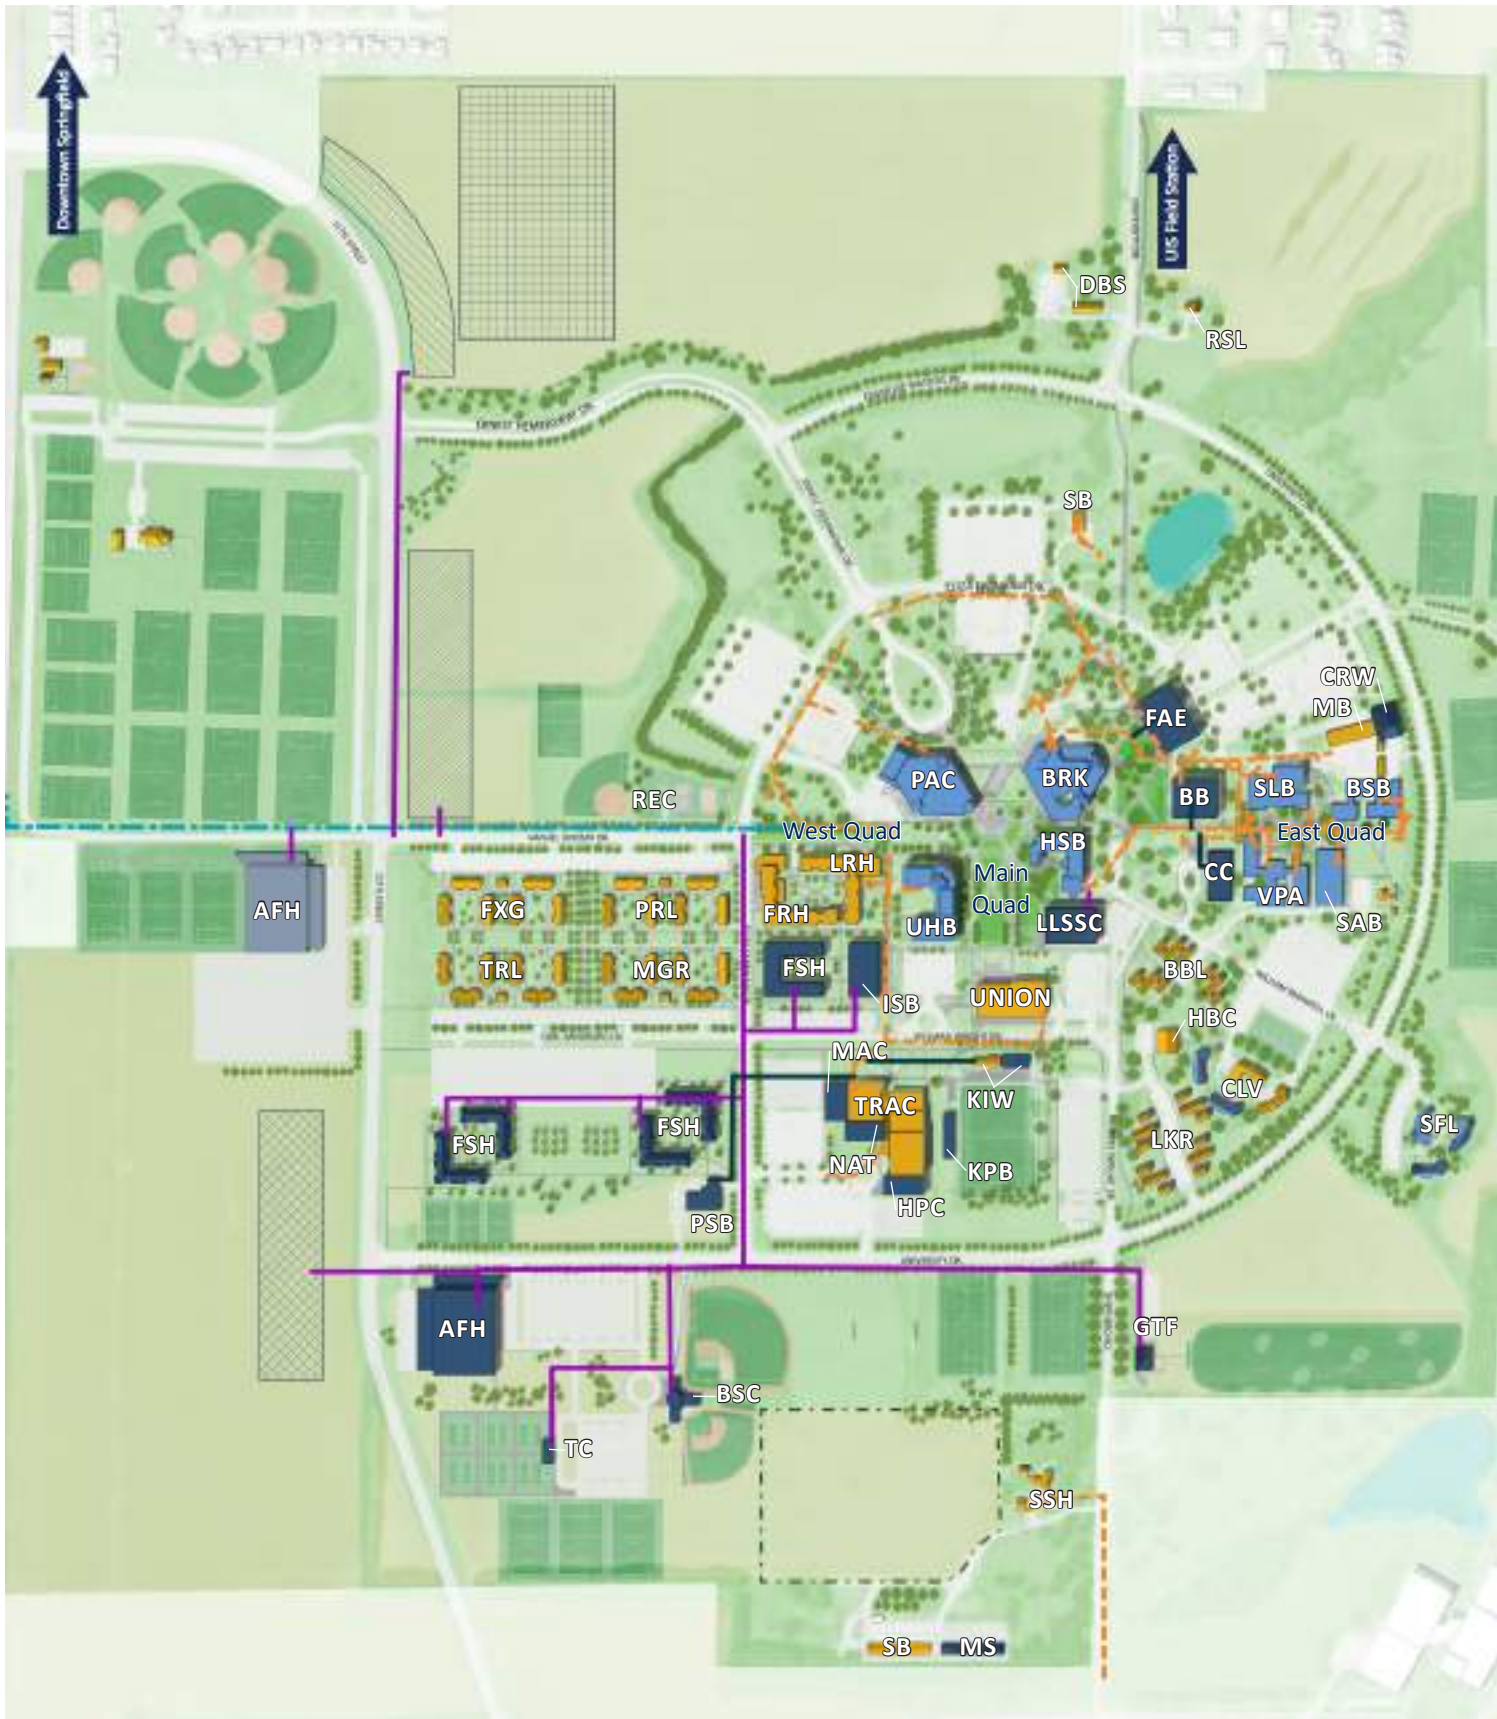 Downtown Springfield
UIS Field Station
DBS
RSL
SB
CRW
MB
FAE
PAC
BRK
BB
SLB
BSB
REC
West Quad
East Quad
HSB
LRH
Main
Quad
CC
VPA
SAB
AFH
FXG
PRL
FRH
UHB
LLSSC
TRL
MGR
FSH
ISB
UNION
BBL
HBC
MAC
KIW
CLV
TRAC
FSH
FSH
LKR
SFL
NAT
KPB
HPC
PSB
AFH
GTF
BSC
TC
SSH
SB
MS